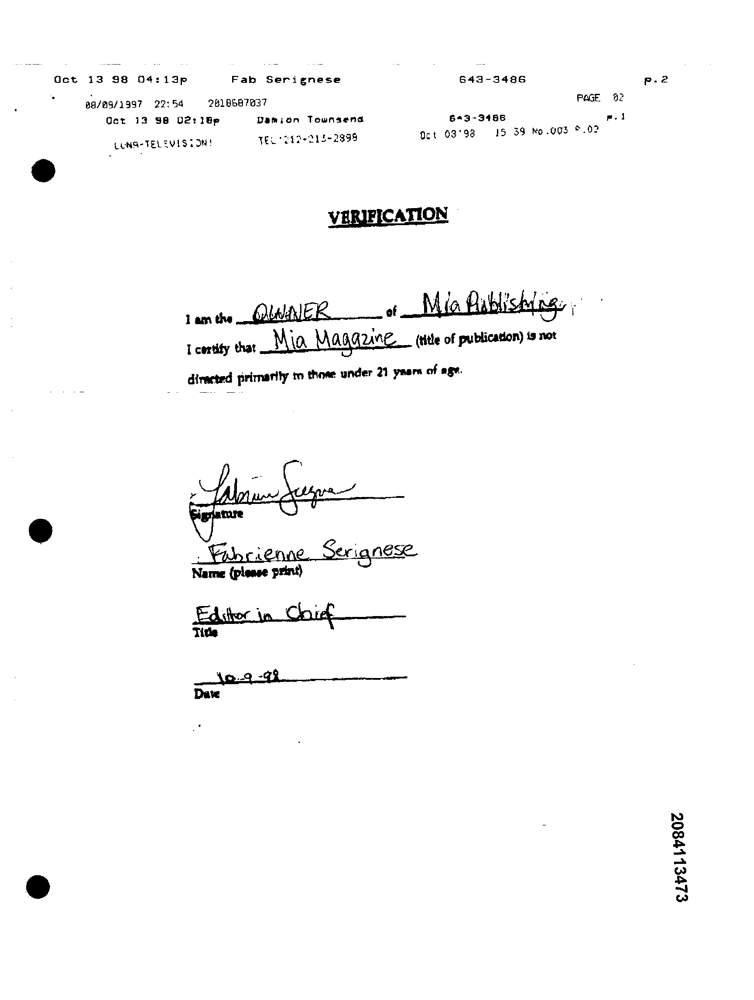 Oct 13 98 04:13p Fab Serignese 643-3486 p.2
08/09/1997 22:54 2010607037 PAGE 02
Oct 13 98 02:18p Damion Townsend 643-3486 p.1
LUNA-TELEVISION! TEL:212-213-2898 Oct 03'98 15:39 No.003 P.02
VERIFICATION
I am the OWNER of Mia Publishing
I certify that Mia Magazine (title of publication) is not
directed primarily to those under 21 years of age.
Signature
Fabrienne Serignese
Name (please print)
Editor in Chief
Title
10-9-98
Date
2084113473